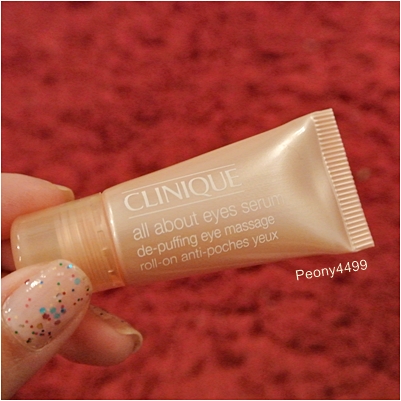 CLINIQUE
all about eyes serum
de-puffing eye massage
roll-on anti-poches yeux
Peony4499